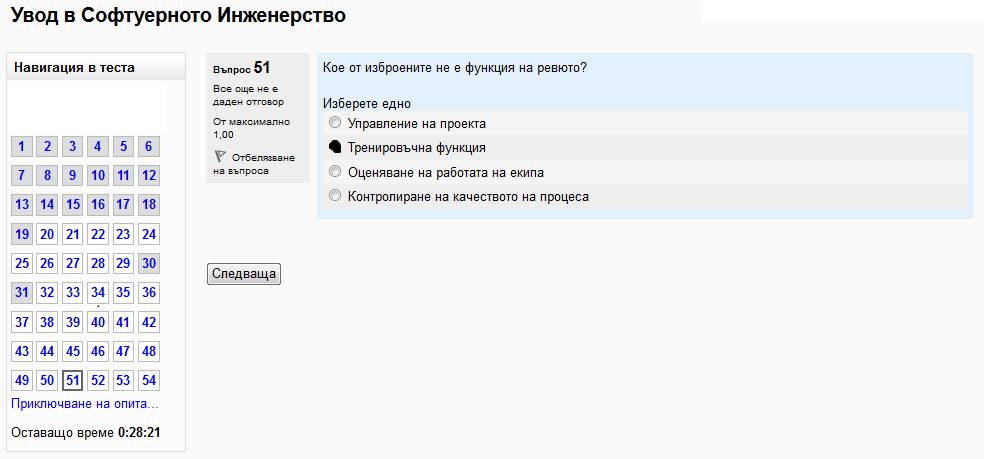 Увод в Софтуерното Инженерство
Навигация в теста
1 2 3 4 5 6
7 8 9 10 11 12
13 14 15 16 17 18
19 20 21 22 23 24
25 26 27 28 29 30
31 32 33 34 35 36
37 38 39 40 41 42
43 44 45 46 47 48
49 50 51 52 53 54
Приключване на опита...
Оставащо време 0:28:21
Въпрос 51
Все още не е
даден отговор
От максимално
1,00
Отбелязване
на въпроса
Кое от изброените не е функция на ревюто?
Изберете едно
Управление на проекта
Тренировъчна функция
Оценяване на работата на екипа
Контролиране на качеството на процеса
Следваща